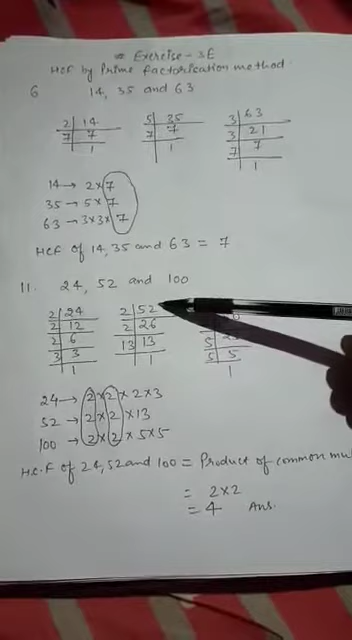 Exercise - 3E
HCF by Prime factorisation method.
6 14, 35 and 63
2 14 5 35 3 63
7 7 7 7 3 21
1 1 7 7
1
14 → 2 × 7
35 → 5 × 7
63 → 3 × 3 × 7
HCF of 14, 35 and 63 = 7
11. 24, 52 and 100
2 24 2 52
2 12 2 26
2 6 13 13 5
3 3 1 5 5
1 1
24 → 2 × 2 × 2 × 3
52 → 2 × 2 × 13
100 → 2 × 2 × 5 × 5
H.C.F of 24, 52 and 100 = Product of common mul
= 2 × 2
= 4 Ans.